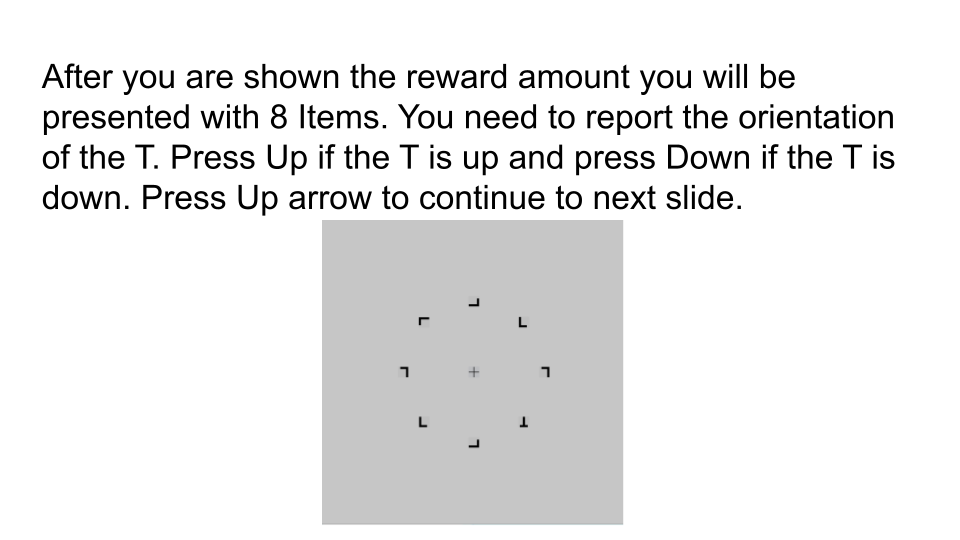 After you are shown the reward amount you will be
presented with 8 Items. You need to report the orientation
of the T. Press Up if the T is up and press Down if the T is
down. Press Up arrow to continue to next slide.